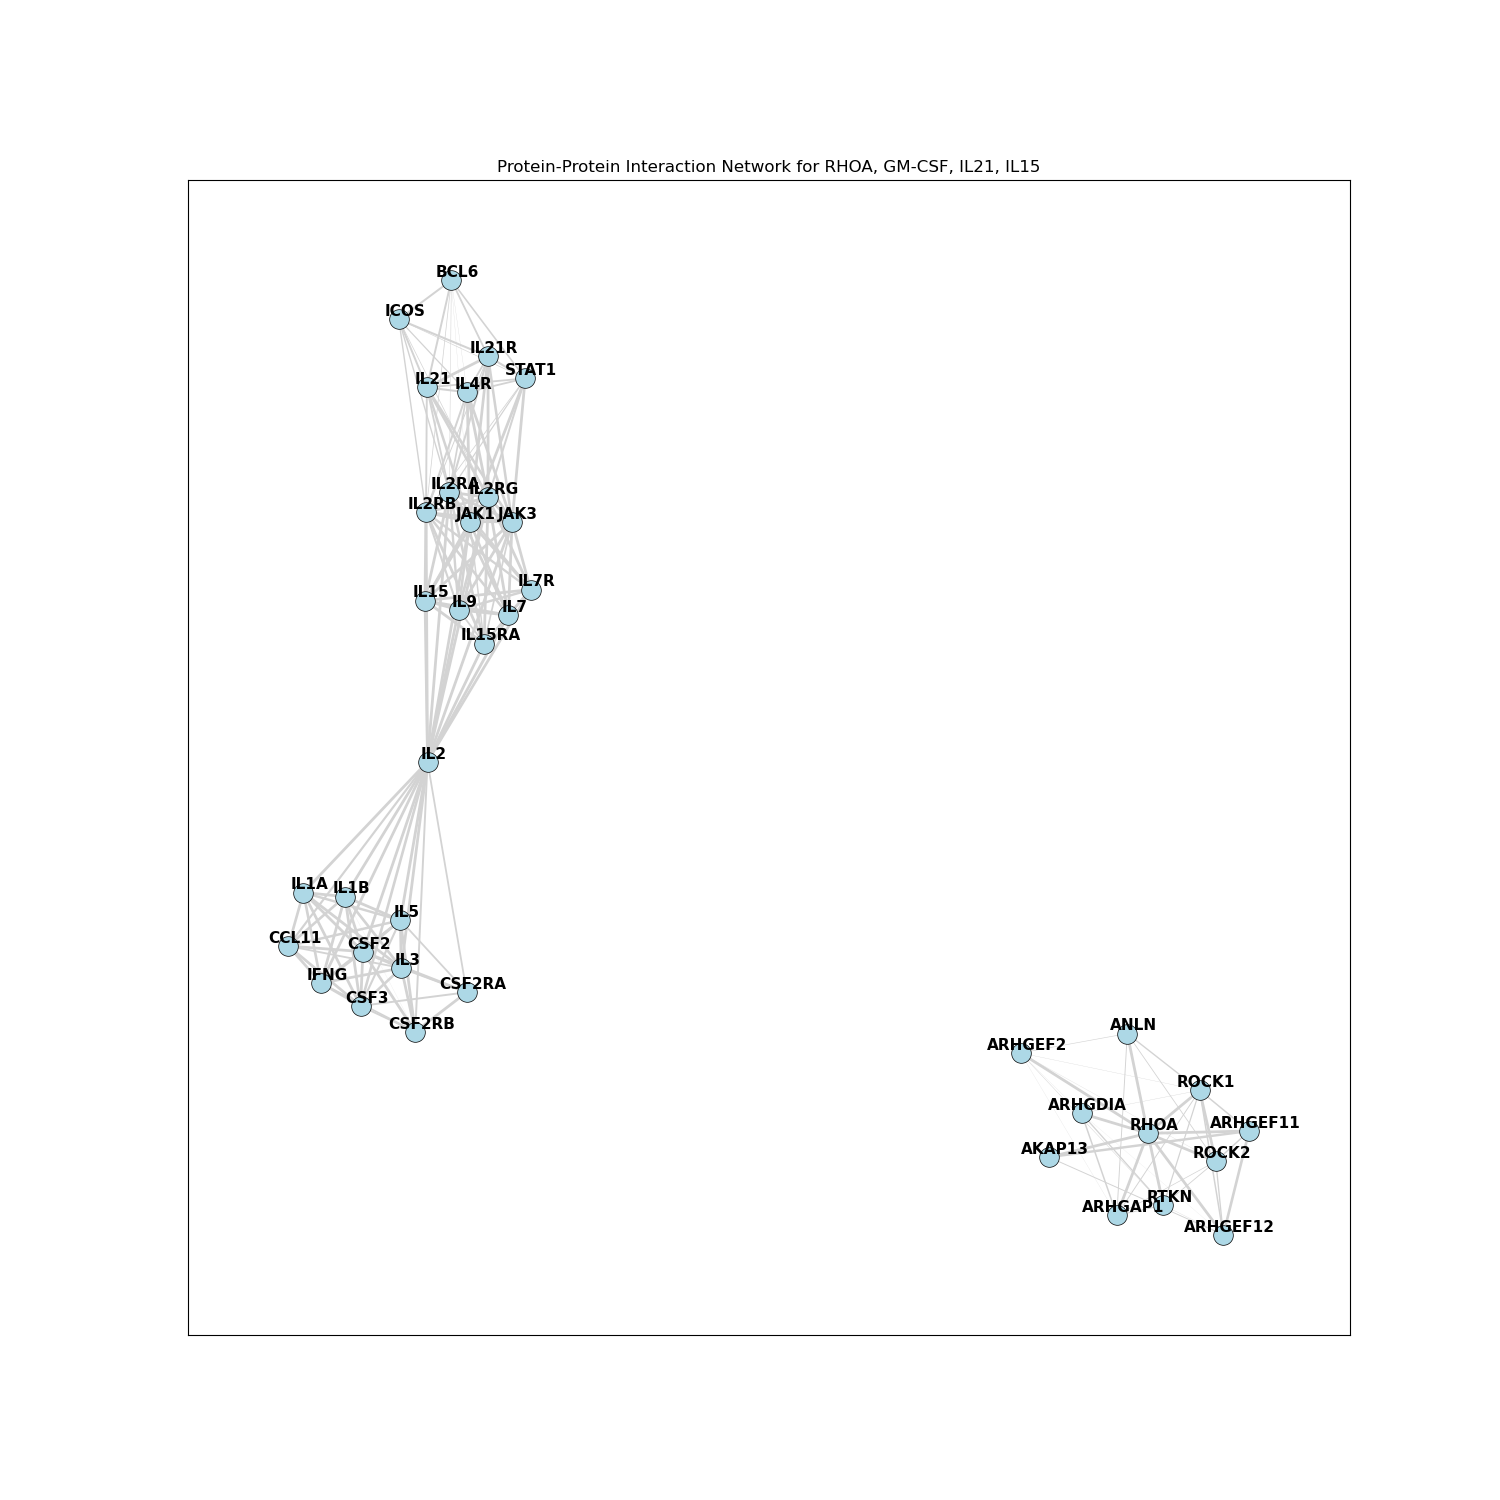 Protein-Protein Interaction Network for RHOA, GM-CSF, IL21, IL15
BCL6
ICOS
IL21R
STAT1
IL21
IL4R
IL2RA
IL2RG
IL2RB
JAK1
JAK3
IL7R
IL15
IL9
IL7
IL15RA
IL2
IL1A
IL1B
IL5
CCL11
CSF2
IL3
IFNG
CSF2RA
CSF3
CSF2RB
ANLN
ARHGEF2
ROCK1
ARHGDIA
RHOA
ARHGEF11
AKAP13
ROCK2
RTKN
ARHGAP1
ARHGEF12